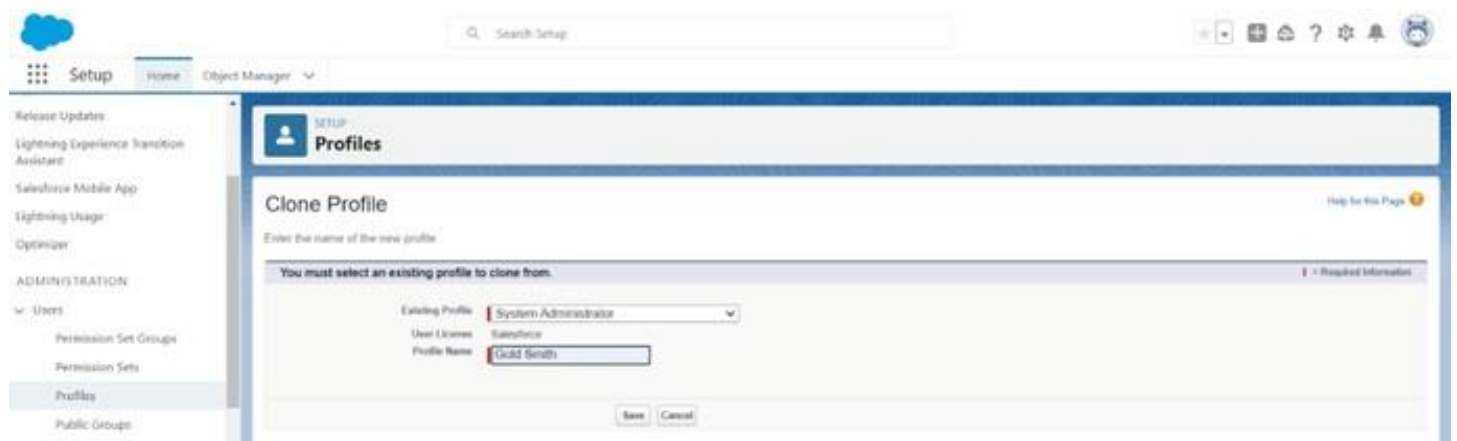 Search Setup
Setup Home Object Manager
Release Updates
Lightning Experience Transition
Assistant
Salesforce Mobile App
Lightning Usage
Optimizer
ADMINISTRATION
Users
Permission Set Groups
Permission Sets
Profiles
Public Groups
SETUP
Profiles
Clone Profile
Help for this Page ?
Enter the name of the new profile.
You must select an existing profile to clone from.
= Required Information
Existing Profile System Administrator
User License Salesforce
Profile Name Gold Smith
Save Cancel